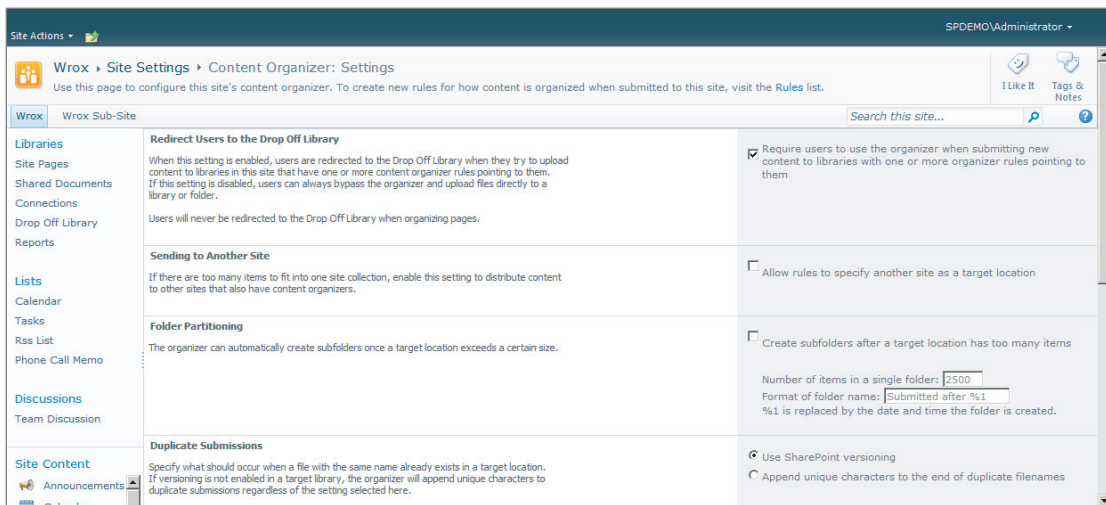 SPDEMO\Administrator
Site Actions
Wrox › Site Settings › Content Organizer: Settings
Use this page to configure this site's content organizer. To create new rules for how content is organized when submitted to this site, visit the Rules list.
I Like It
Tags &
Notes
Wrox
Wrox Sub-Site
Search this site...
Libraries
Site Pages
Shared Documents
Connections
Drop Off Library
Reports
Lists
Calendar
Tasks
Rss List
Phone Call Memo
Discussions
Team Discussion
Site Content
Announcements
Redirect Users to the Drop Off Library
When this setting is enabled, users are redirected to the Drop Off Library when they try to upload
content to libraries in this site that have one or more content organizer rules pointing to them.
If this setting is disabled, users can always bypass the organizer and upload files directly to a
library or folder.
Users will never be redirected to the Drop Off Library when organizing pages.
Require users to use the organizer when submitting new
content to libraries with one or more organizer rules pointing to
them
Sending to Another Site
If there are too many items to fit into one site collection, enable this setting to distribute content
to other sites that also have content organizers.
Allow rules to specify another site as a target location
Folder Partitioning
The organizer can automatically create subfolders once a target location exceeds a certain size.
Create subfolders after a target location has too many items
Number of items in a single folder: 2500
Format of folder name: Submitted after %1
%1 is replaced by the date and time the folder is created.
Duplicate Submissions
Specify what should occur when a file with the same name already exists in a target location.
If versioning is not enabled in a target library, the organizer will append unique characters to
duplicate submissions regardless of the setting selected here.
Use SharePoint versioning
Append unique characters to the end of duplicate filenames